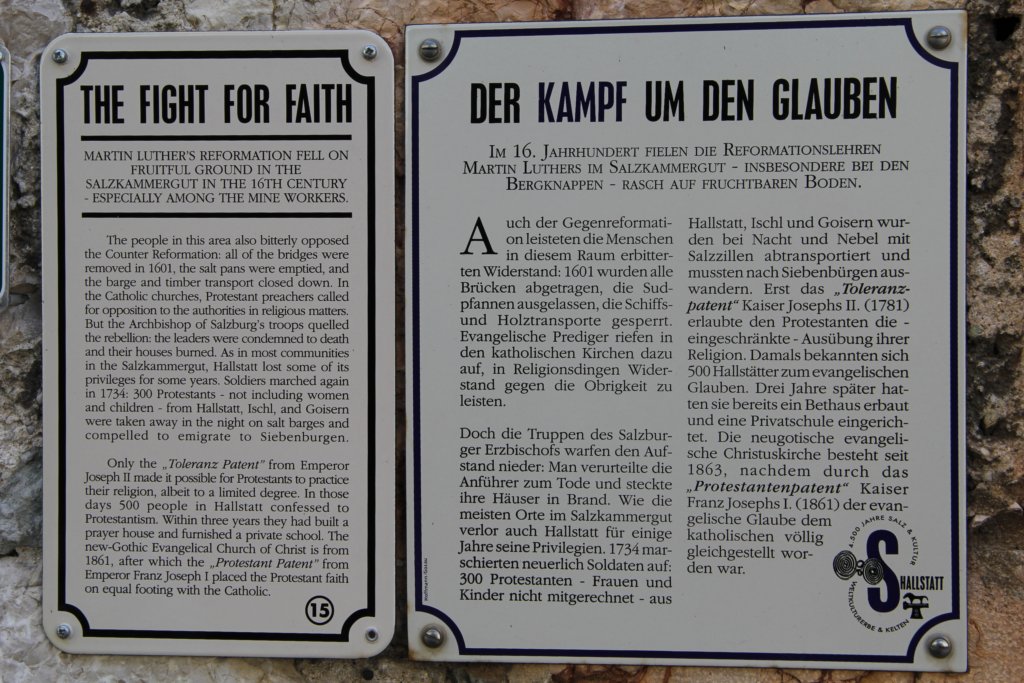 THE FIGHT FOR FAITH
MARTIN LUTHER'S REFORMATION FELL ON
FRUITFUL GROUND IN THE
SALZKAMMERGUT IN THE 16TH CENTURY
- ESPECIALLY AMONG THE MINE WORKERS.
The people in this area also bitterly opposed
the Counter Reformation: all of the bridges were
removed in 1601, the salt pans were emptied, and
the barge and timber transport closed down. In
the Catholic churches, Protestant preachers called
for opposition to the authorities in religious matters.
But the Archbishop of Salzburg's troops quelled
the rebellion: the leaders were condemned to death
and their houses burned. As in most communities
in the Salzkammergut, Hallstatt lost some of its
privileges for some years. Soldiers marched again
in 1734: 300 Protestants - not including women
and children - from Hallstatt, Ischl, and Goisern
were taken away in the night on salt barges and
compelled to emigrate to Siebenburgen.
Only the „Toleranz Patent" from Emperor
Joseph II made it possible for Protestants to practice
their religion, albeit to a limited degree. In those
days 500 people in Hallstatt confessed to
Protestantism. Within three years they had built a
prayer house and furnished a private school. The
new-Gothic Evangelical Church of Christ is from
1861, after which the „Protestant Patent" from
Emperor Franz Joseph I placed the Protestant faith
on equal footing with the Catholic.
15
DER KAMPF UM DEN GLAUBEN
IM 16. JAHRHUNDERT FIELEN DIE REFORMATIONSLEHREN
MARTIN LUTHERS IM SALZKAMMERGUT - INSBESONDERE BEI DEN
BERGKNAPPEN - RASCH AUF FRUCHTBAREN BODEN.
Auch der Gegenreformati-
on leisteten die Menschen
in diesem Raum erbitter-
ten Widerstand: 1601 wurden alle
Brücken abgetragen, die Sud-
pfannen ausgelassen, die Schiffs-
und Holztransporte gesperrt.
Evangelische Prediger riefen in
den katholischen Kirchen dazu
auf, in Religionsdingen Wider-
stand gegen die Obrigkeit zu
leisten.
Doch die Truppen des Salzbur-
ger Erzbischofs warfen den Auf-
stand nieder: Man verurteilte die
Anführer zum Tode und steckte
ihre Häuser in Brand. Wie die
meisten Orte im Salzkammergut
verlor auch Hallstatt für einige
Jahre seine Privilegien. 1734 mar-
schierten neuerlich Soldaten auf:
300 Protestanten - Frauen und
Kinder nicht mitgerechnet - aus
Hallstatt, Ischl und Goisern wur-
den bei Nacht und Nebel mit
Salzzillen abtransportiert und
mussten nach Siebenbürgen aus-
wandern. Erst das „Toleranz-
patent" Kaiser Josephs II. (1781)
erlaubte den Protestanten die -
eingeschränkte - Ausübung ihrer
Religion. Damals bekannten sich
500 Hallstätter zum evangelischen
Glauben. Drei Jahre später hat-
ten sie bereits ein Bethaus erbaut
und eine Privatschule eingerich-
tet. Die neugotische evangeli-
sche Christuskirche besteht seit
1863, nachdem durch das
„Protestantenpatent" Kaiser
Franz Josephs I. (1861) der evan-
gelische Glaube dem
katholischen völlig
gleichgestellt wor-
den war.
4.500 JAHRE SALZ & KULTUR
S HALLSTATT
WELTKULTURERBE & KELTEN